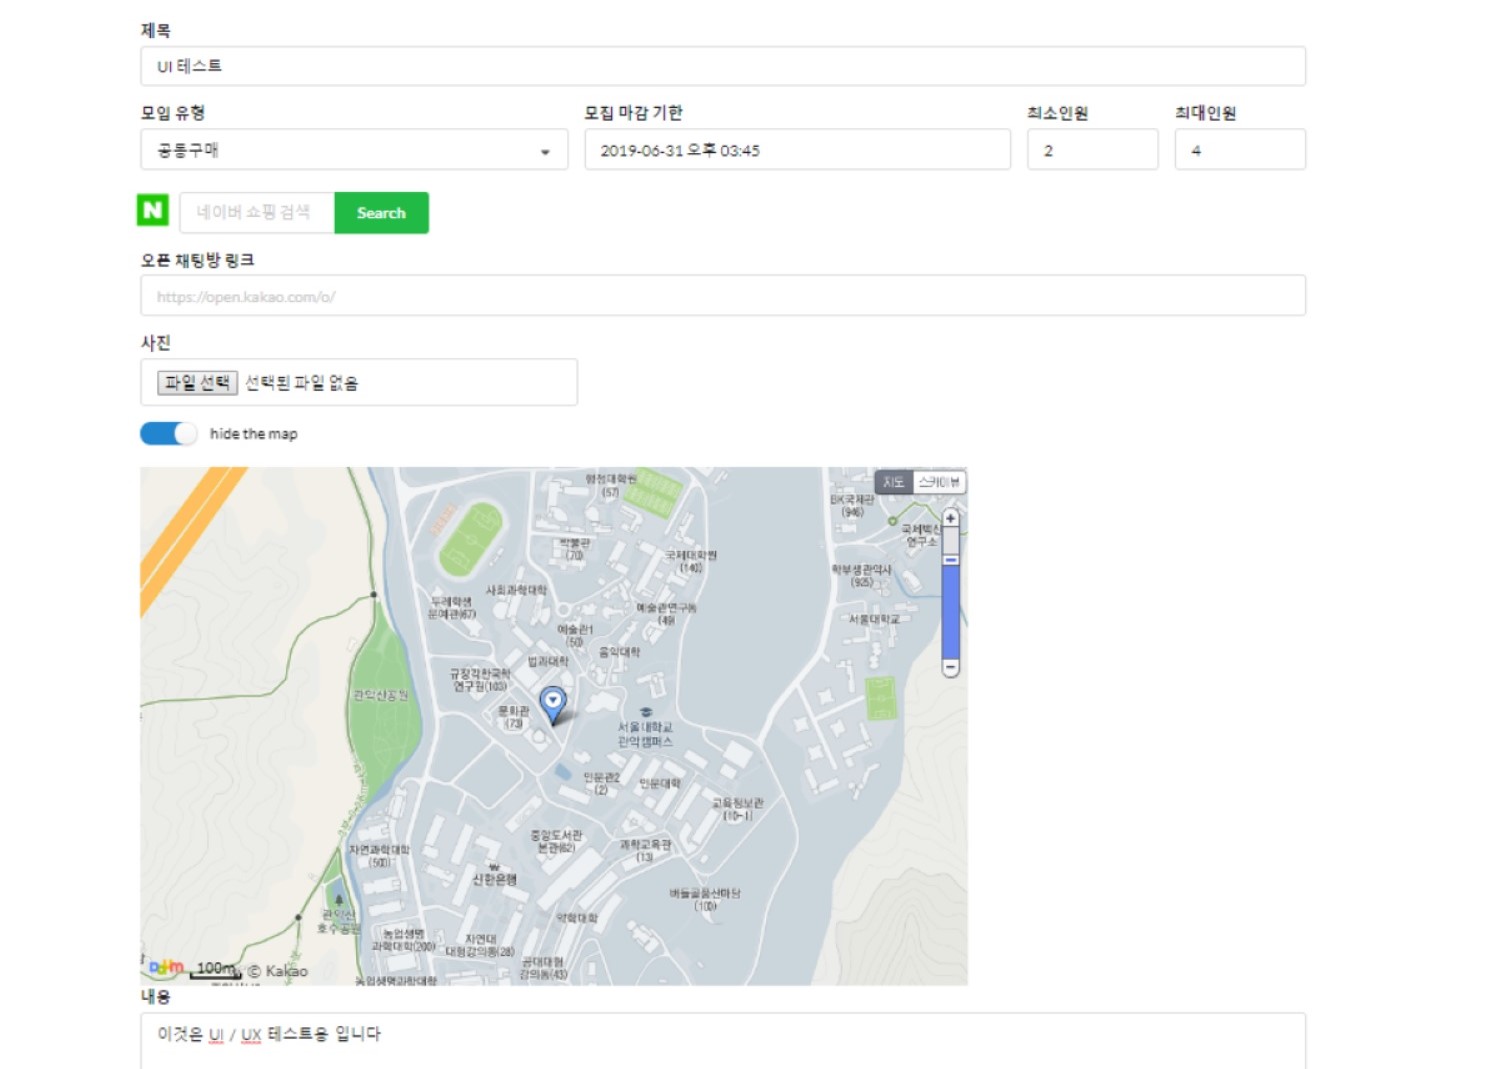 제목
UI 테스트
모임 유형
모집 마감 기한
최소인원
최대인원
공동구매
2019-06-31 오후 03:45
2
4
N
네이버 쇼핑 검색
Search
오픈 채팅방 링크
https://open.kakao.com/o/
사진
파일 선택 선택된 파일 없음
hide the map
지도 스카이뷰
행정대학원
(57)
BK국제관
(946)
국제백신
연구소
박물관
(70)
국제대학원
(140)
학부생관악사
(925)
사회과학대학
두레학생
문예관(67)
예술관연구동
(49)
서울대학교
예술관1
(50)
음악대학
법과대학
규장각한국학
연구원(103)
관악산공원
문화관
(73)
서울대학교
관악캠퍼스
인문관2
(2)
인문대학
교육정보관
(10-1)
중앙도서관
본관(62)
과학교육관
(13)
자연과학대학
(500)
신한은행
버들골풍산마당
(100)
관악산
호수공원
약학대학
농업생명
과학대학(200)
자연대
대형강의동(28)
공대대형
강의동(43)
농업생명과학대학
Daum 100m © Kakao
내용
이것은 UI / UX 테스트용 입니다